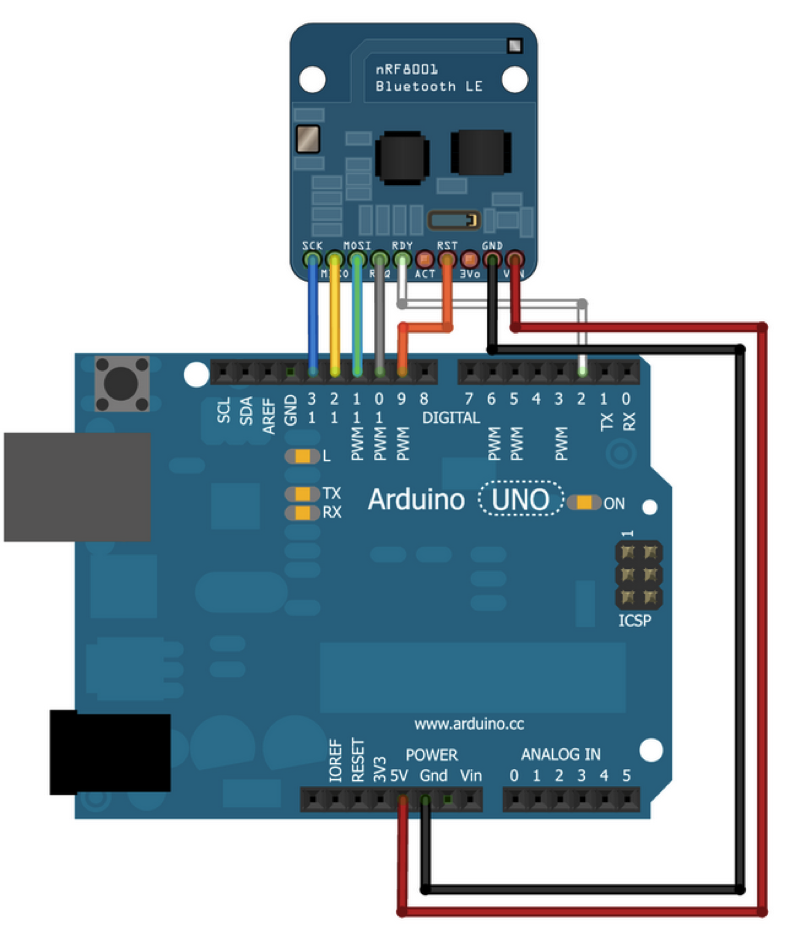 nRF8001
Bluetooth LE
SCK MOSI RDY RST GND
ACT 3Vo
SCL
SDA
AREF
GND
13
12
PWM 11
PWM 10
PWM 9
8
DIGITAL
7
PWM 6
PWM 5
4
PWM 3
2
TX 1
RX 0
L
TX
RX
Arduino UNO
ON
1
ICSP
www.arduino.cc
POWER
ANALOG IN
IOREF
RESET
3V3
5V Gnd Vin
0 1 2 3 4 5